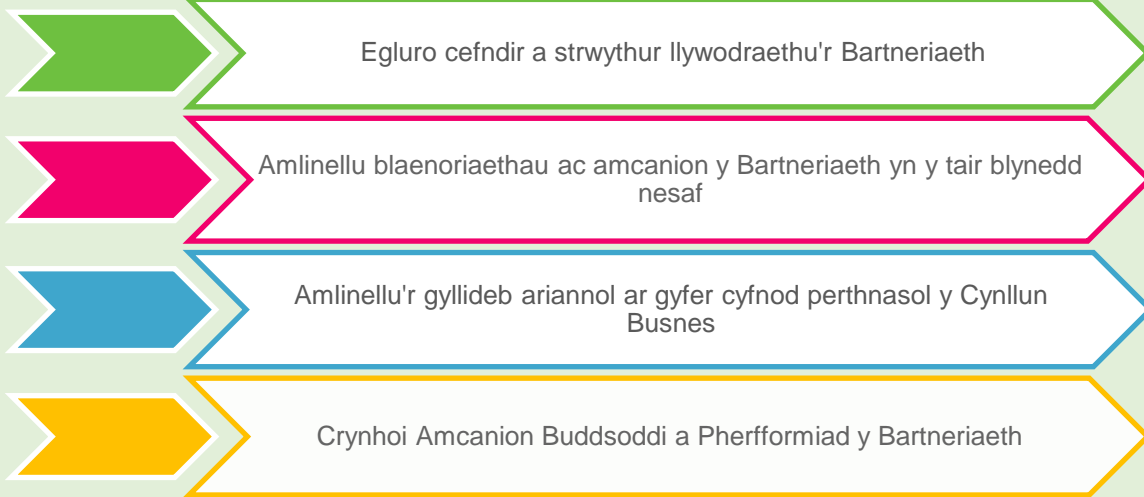 Egluro cefndir a strwythur llywodraethu'r Bartneriaeth
Amlinellu blaenoriaethau ac amcanion y Bartneriaeth yn y tair blynedd
nesaf
Amlinellu'r gyllideb ariannol ar gyfer cyfnod perthnasol y Cynllun
Busnes
Crynhoi Amcanion Buddsoddi a Pherfformiad y Bartneriaeth